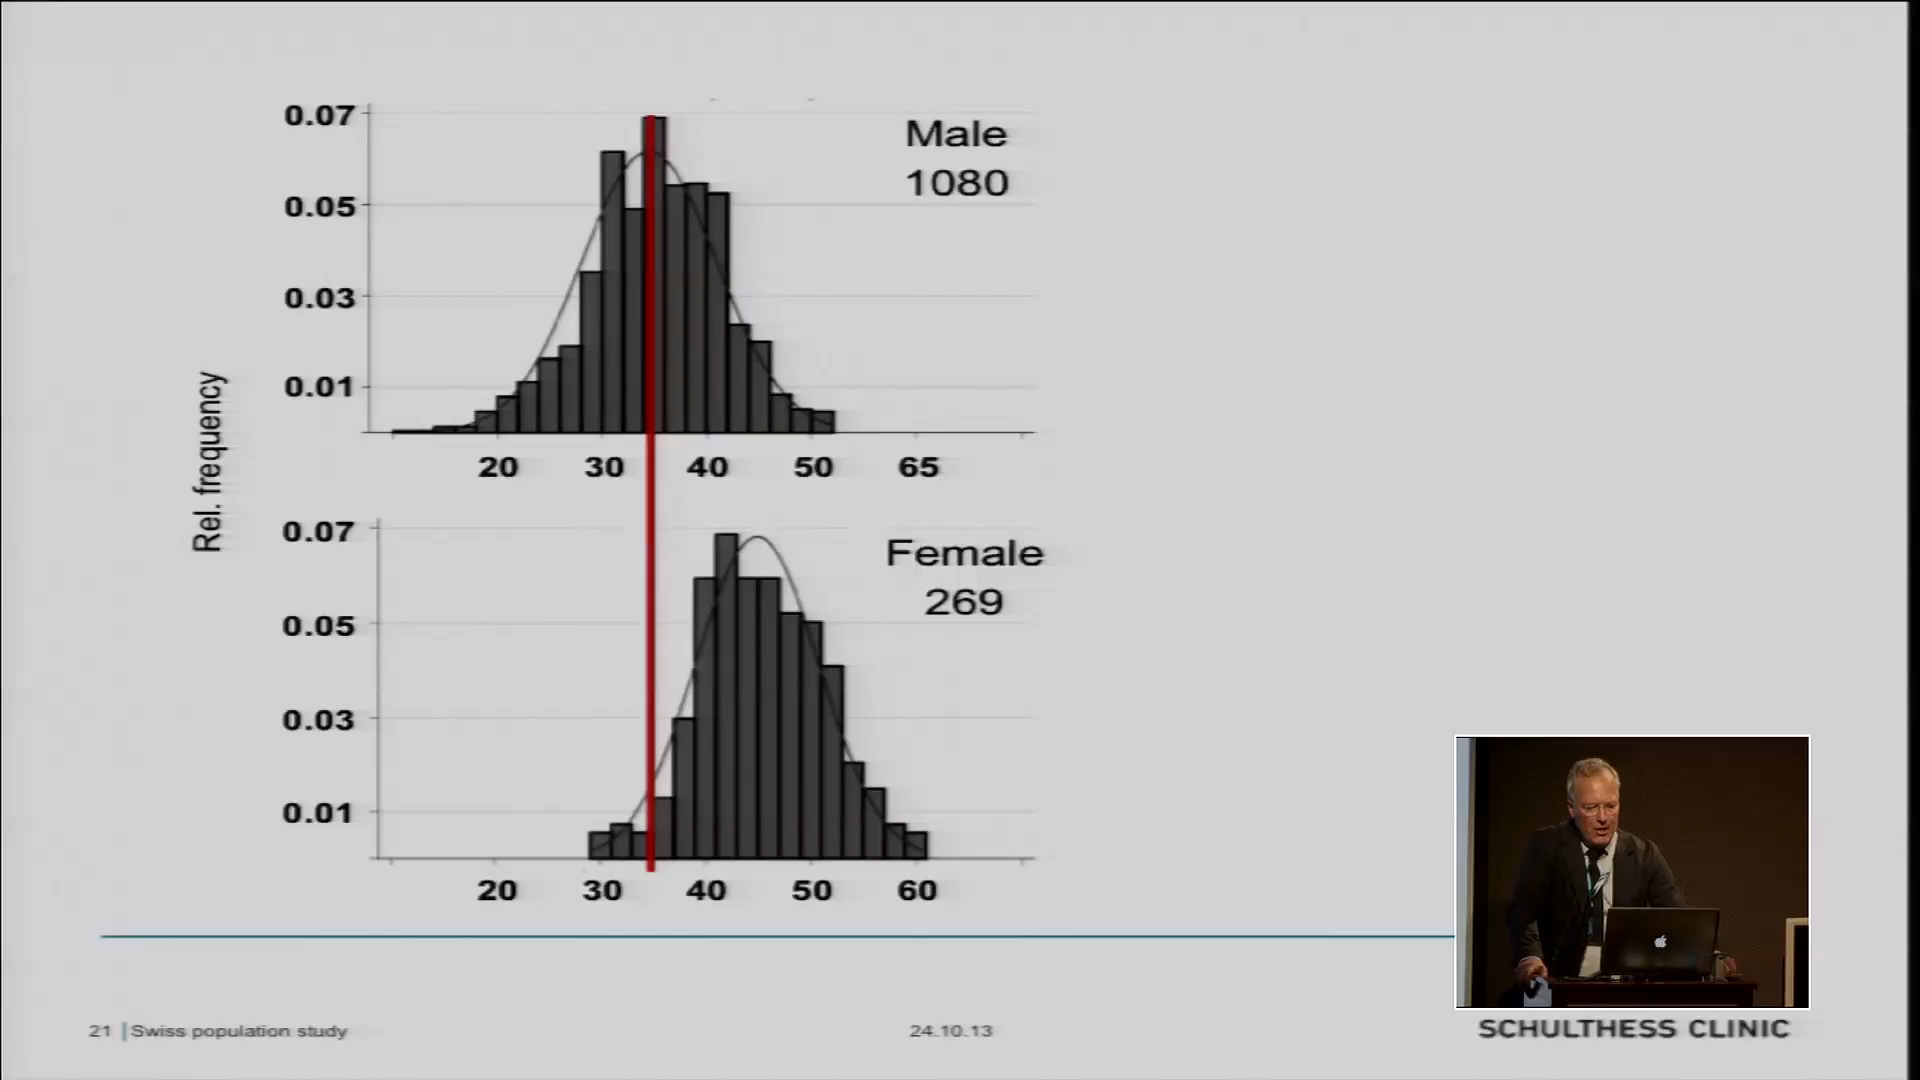 0.07
0.05
0.03
0.01
Male
1080
20 30 40 50 65
Rel. frequency
0.07
0.05
0.03
0.01
Female
269
20 30 40 50 60
21 | Swiss population study
24.10.13
SCHULTHESS CLINIC